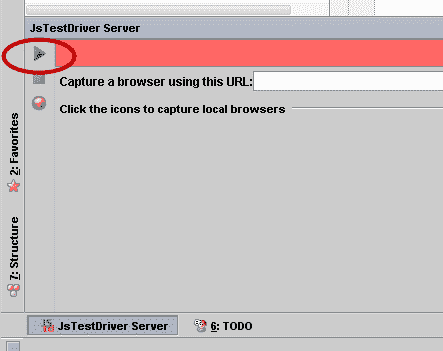 JsTestDriver Server
Capture a browser using this URL:
Click the icons to capture local browsers
2: Favorites
7: Structure
JsTestDriver Server
6: TODO